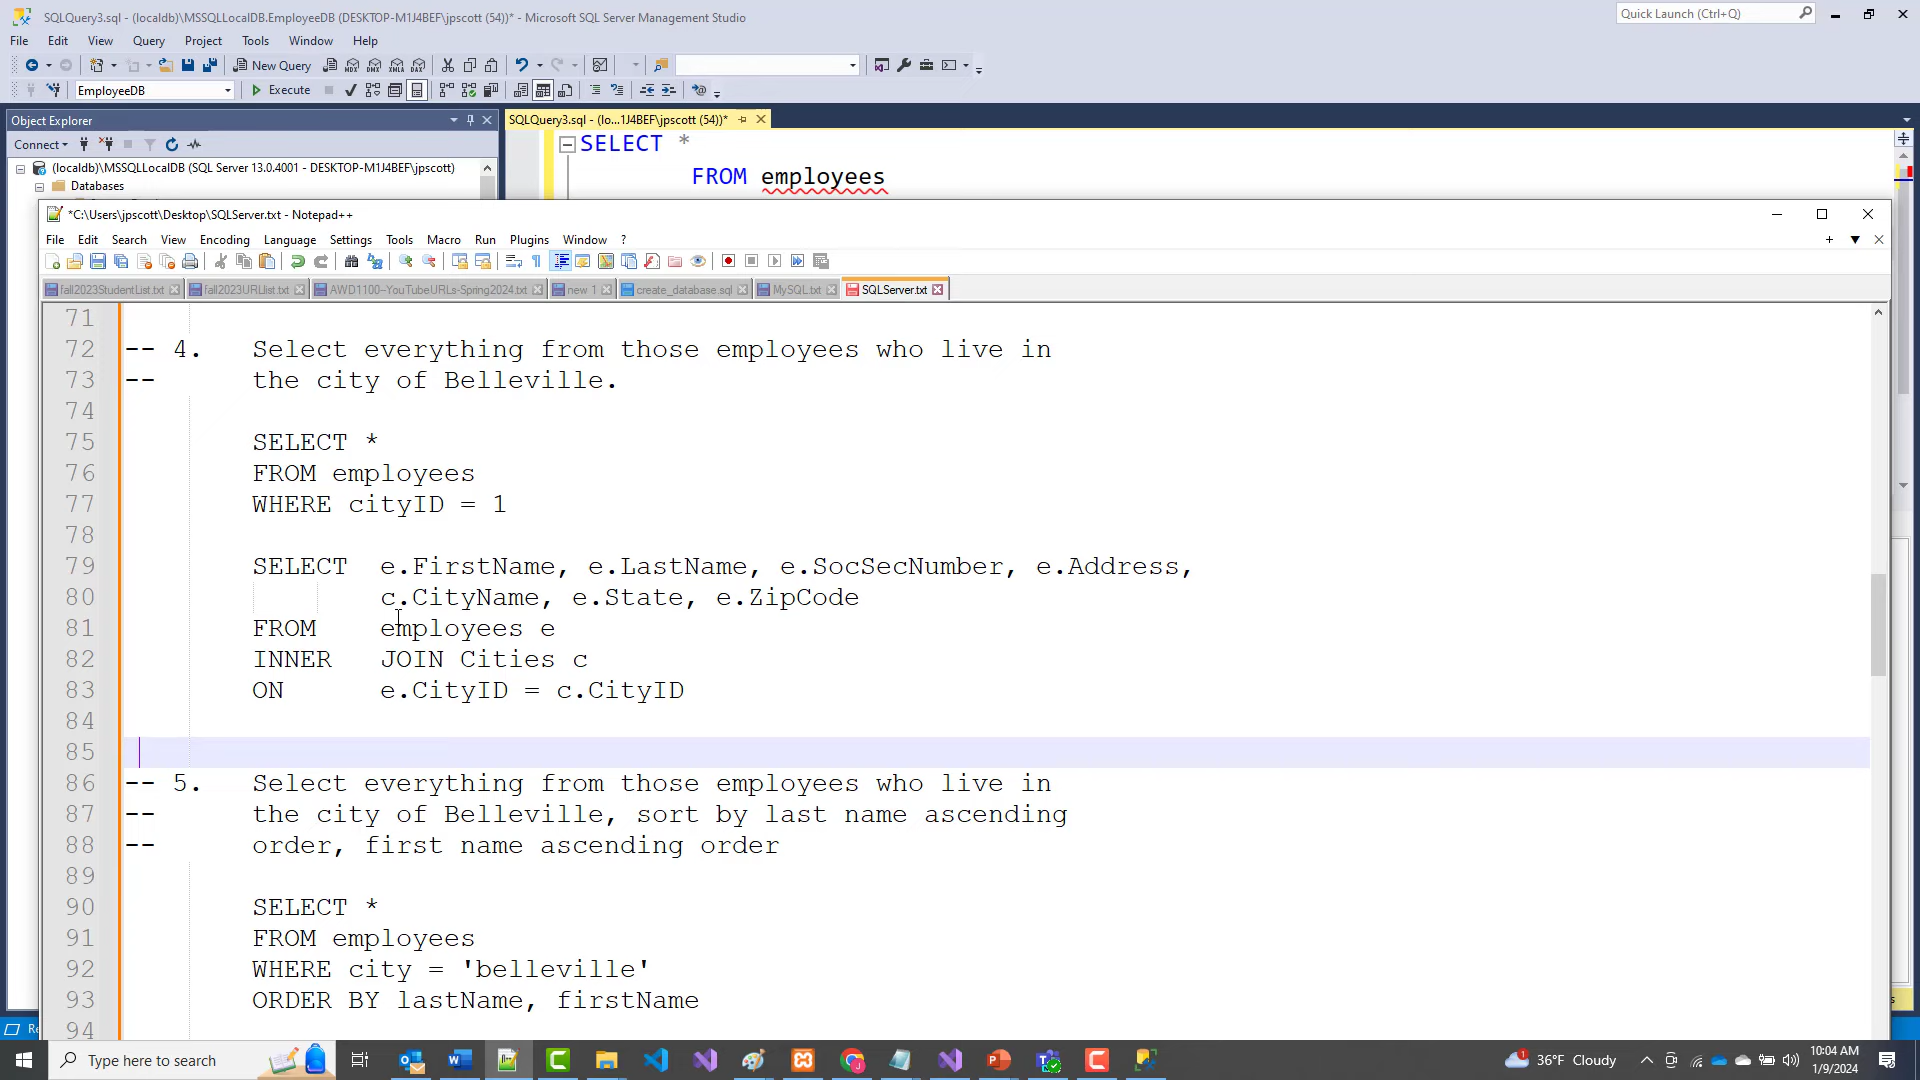 SQLQuery3.sql - (localdb)\MSSQLLocalDB.EmployeeDB (DESKTOP-M1J4BEF\jpscott (54))* - Microsoft SQL Server Management Studio
Quick Launch (Ctrl+Q)
File Edit View Query Project Tools Window Help
New Query
EmployeeDB
Execute
Object Explorer
SQLQuery3.sql - (lo...1J4BEF\jpscott (54))*
Connect
(localdb)\MSSQLLocalDB (SQL Server 13.0.4001 - DESKTOP-M1J4BEF\jpscott)
Databases
SELECT *
FROM employees
*C:\Users\jpscott\Desktop\SQLServer.txt - Notepad++
File Edit Search View Encoding Language Settings Tools Macro Run Plugins Window ?
fall2023StudentList.txt fall2023URLlist.txt AWD1100--YouTubeURLs-Spring2024.txt new 1 create_database.sql MySQL.txt SQLServer.txt
71
72 -- 4. Select everything from those employees who live in
73 -- the city of Belleville.
74
75 SELECT *
76 FROM employees
77 WHERE cityID = 1
78
79 SELECT e.FirstName, e.LastName, e.SocSecNumber, e.Address,
80 c.CityName, e.State, e.ZipCode
81 FROM employees e
82 INNER JOIN Cities c
83 ON e.CityID = c.CityID
84
85
86 -- 5. Select everything from those employees who live in
87 -- the city of Belleville, sort by last name ascending
88 -- order, first name ascending order
89
90 SELECT *
91 FROM employees
92 WHERE city = 'belleville'
93 ORDER BY lastName, firstName
94
Re
Type here to search
36°F Cloudy
10:04 AM
1/9/2024